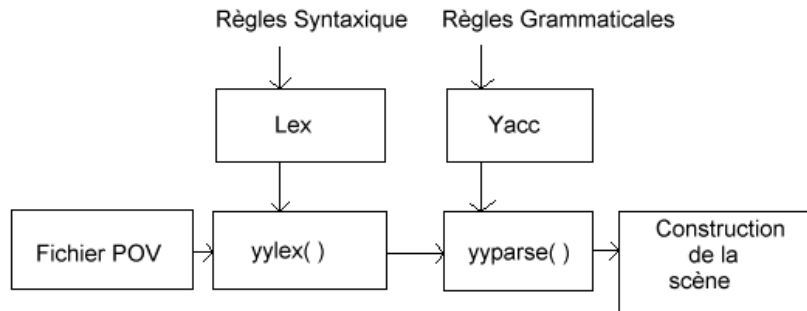 Règles Syntaxique
Règles Grammaticales
Lex
Yacc
Fichier POV
yylex( )
yyparse( )
Construction
de la
scène